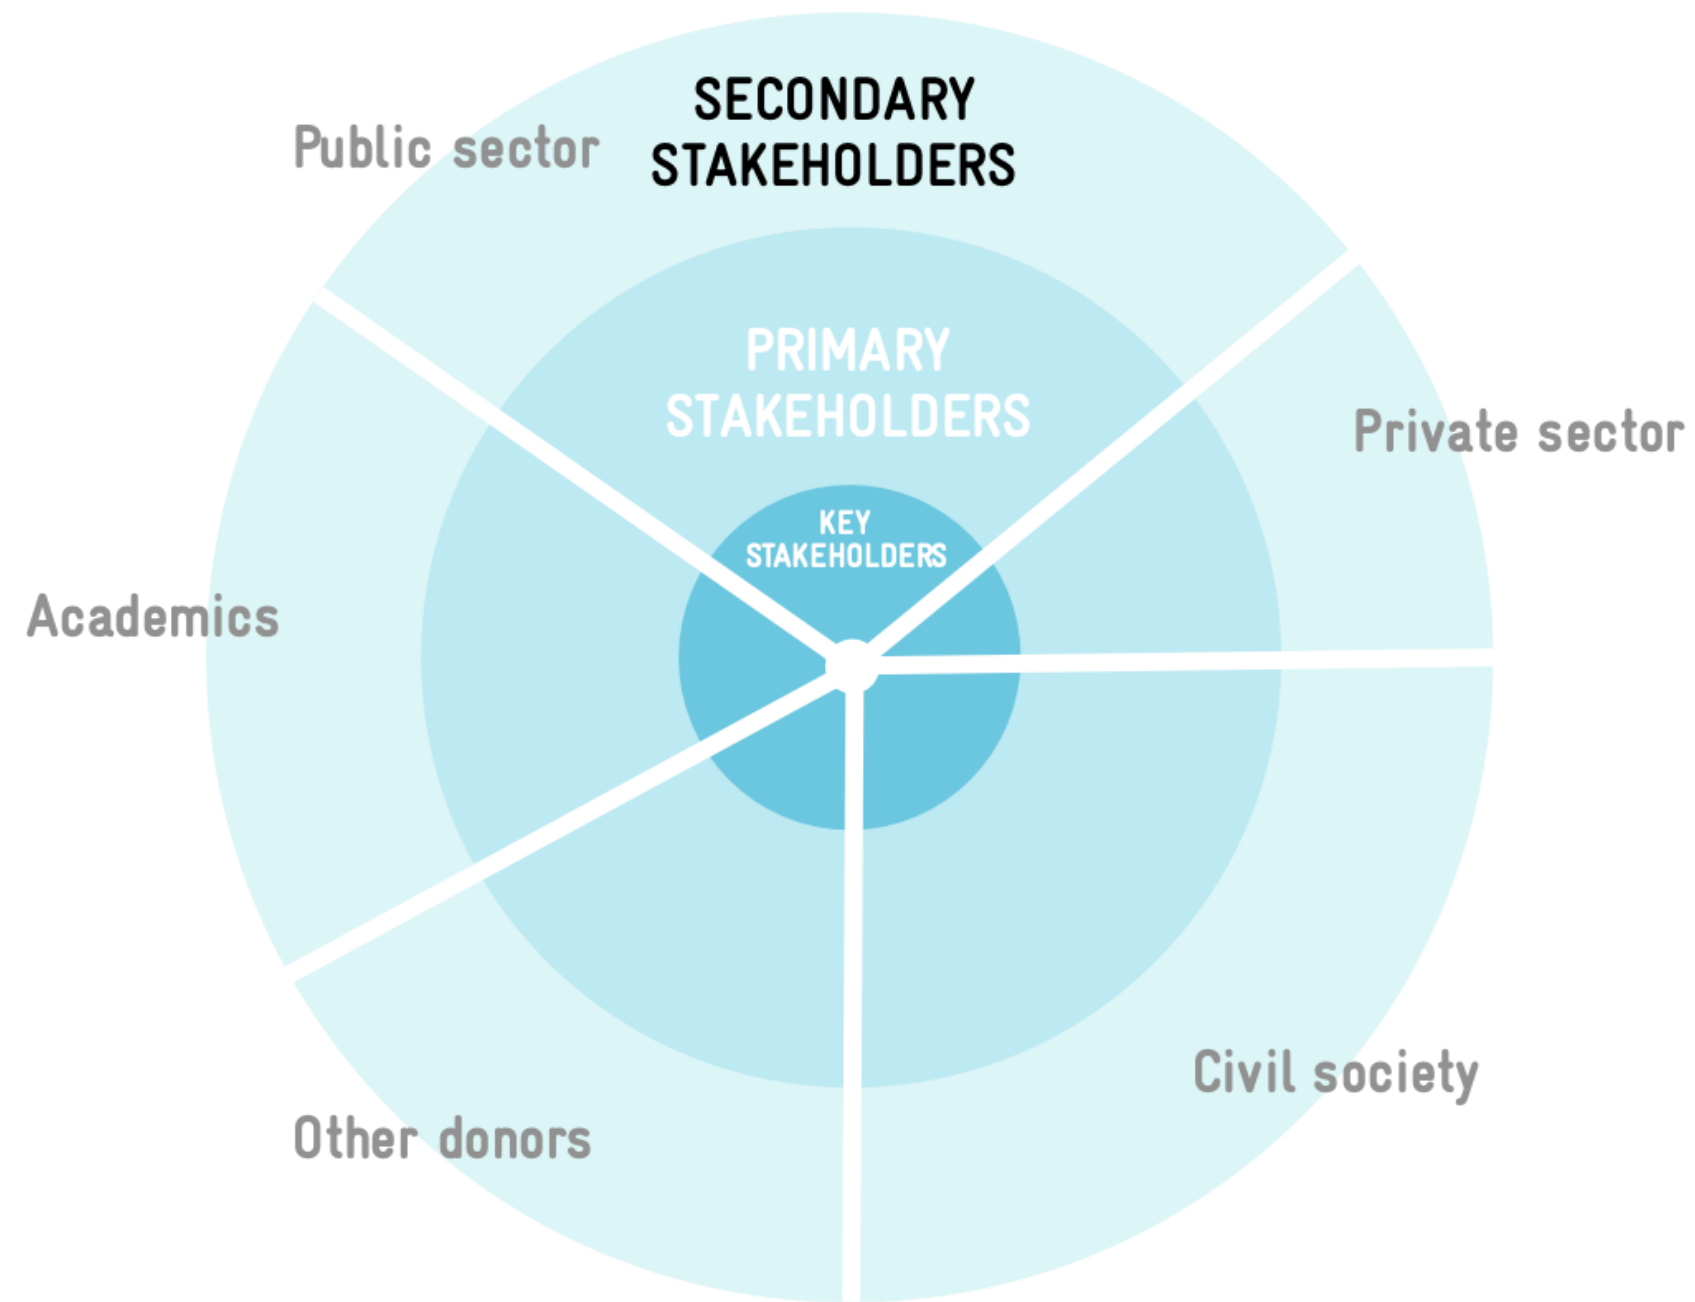 SECONDARY
STAKEHOLDERS
Public sector
PRIMARY
STAKEHOLDERS
Private sector
KEY
STAKEHOLDERS
Academics
Civil society
Other donors